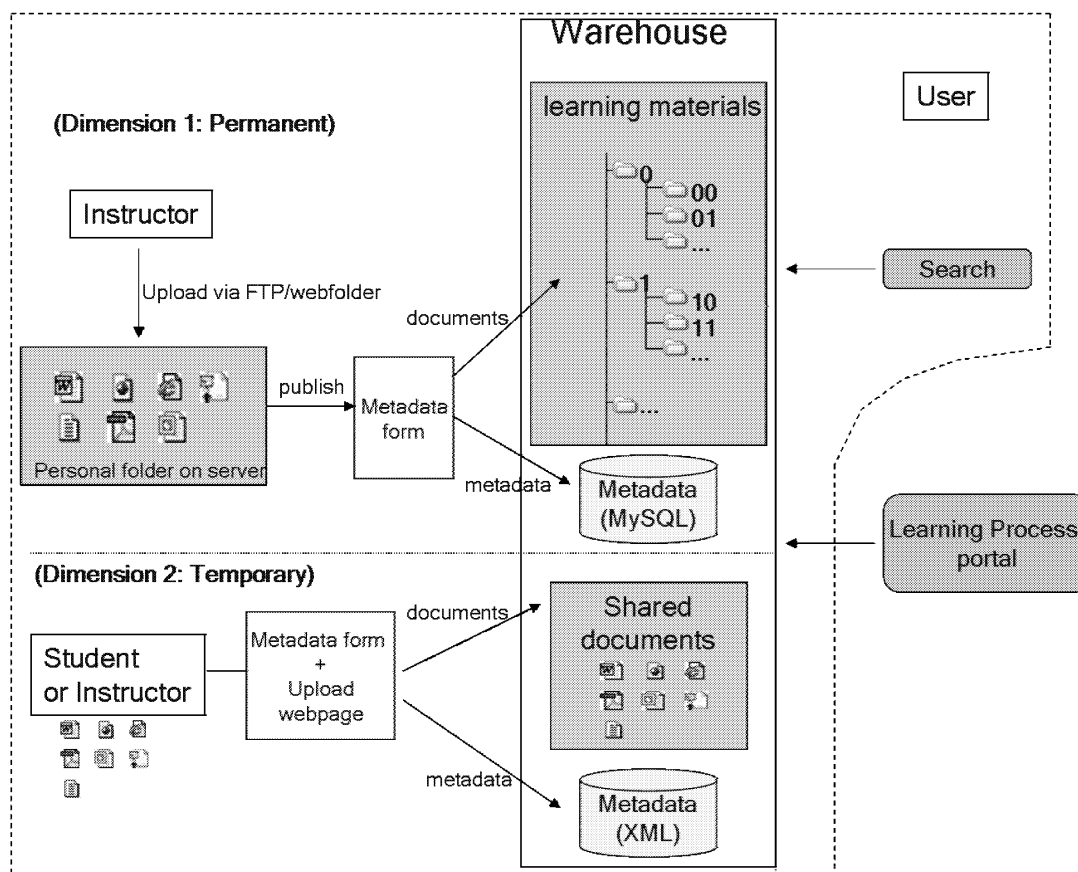 Warehouse
learning materials
User
(Dimension 1: Permanent)
0
00
01
...
Instructor
Search
Upload via FTP/webfolder
1
10
11
...
documents
publish
Metadata
form
...
Personal folder on server
metadata
Metadata
(MySQL)
Learning Process
portal
(Dimension 2: Temporary)
documents
Shared
documents
Student
or Instructor
Metadata form
+
Upload
webpage
metadata
Metadata
(XML)